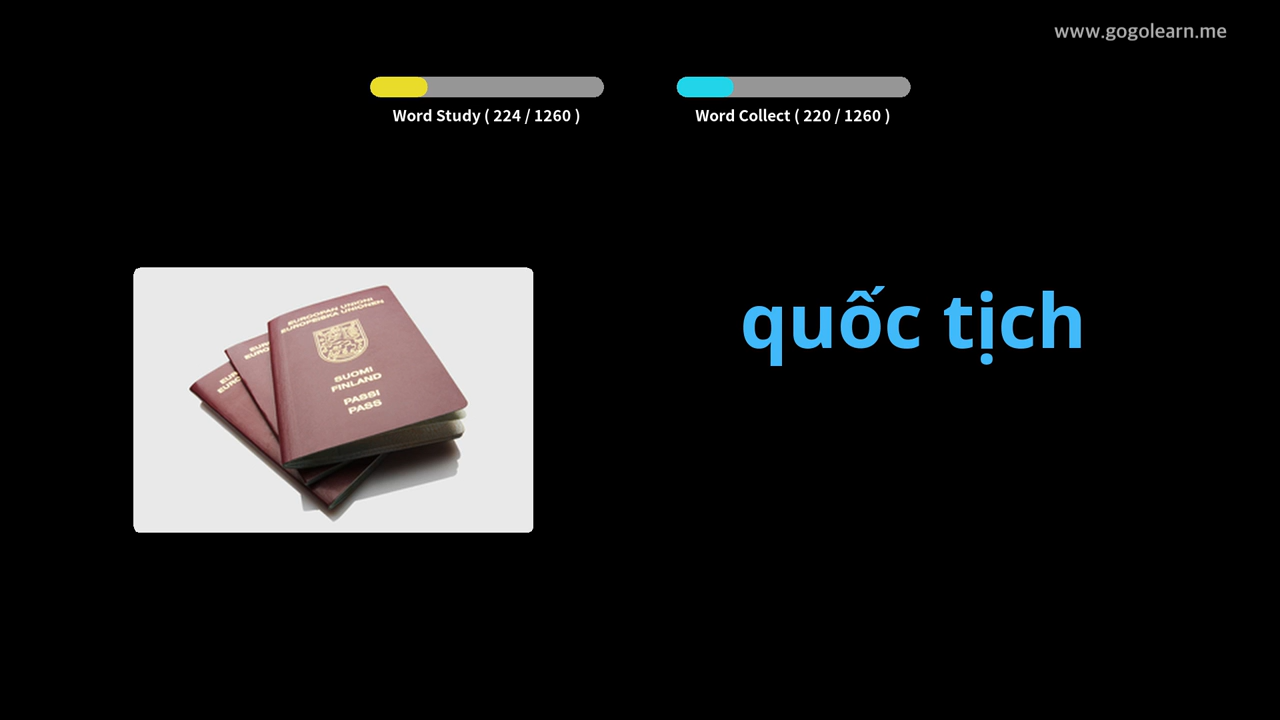 www.gogolearn.me
Word Study ( 224 / 1260 )
Word Collect ( 220 / 1260 )
quốc tịch
EUROOPAN UNIONI
EUROPEISKA UNIONEN
SUOMI
FINLAND
PASSI
PASS